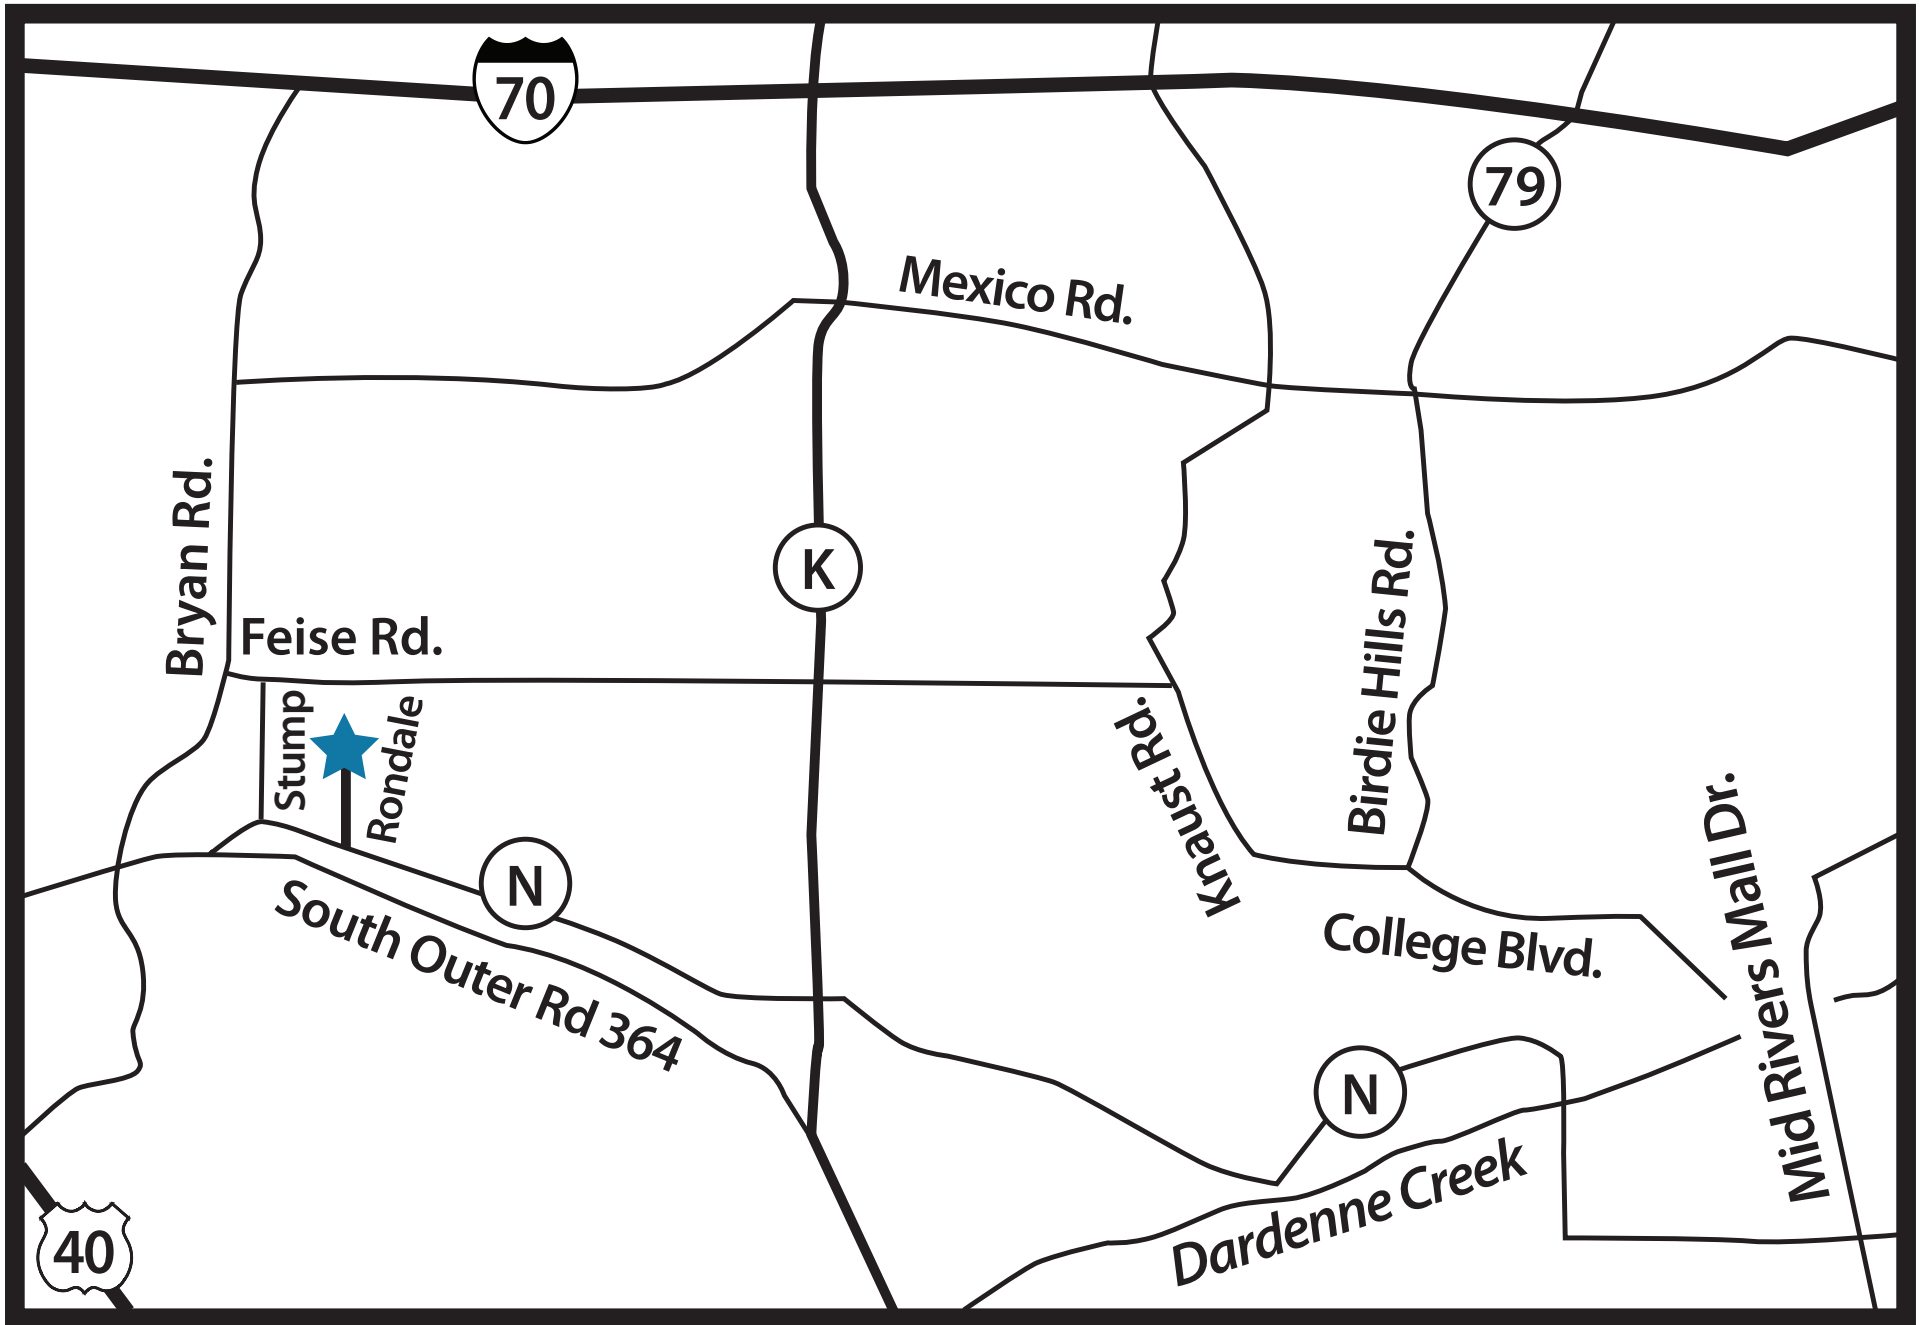 70
79
Mexico Rd.
Bryan Rd.
K
Birdie Hills Rd.
Feise Rd.
Stump
Rondale
Knaust Rd.
Mid Rivers Mall Dr.
N
South Outer Rd 364
College Blvd.
N
Dardenne Creek
40